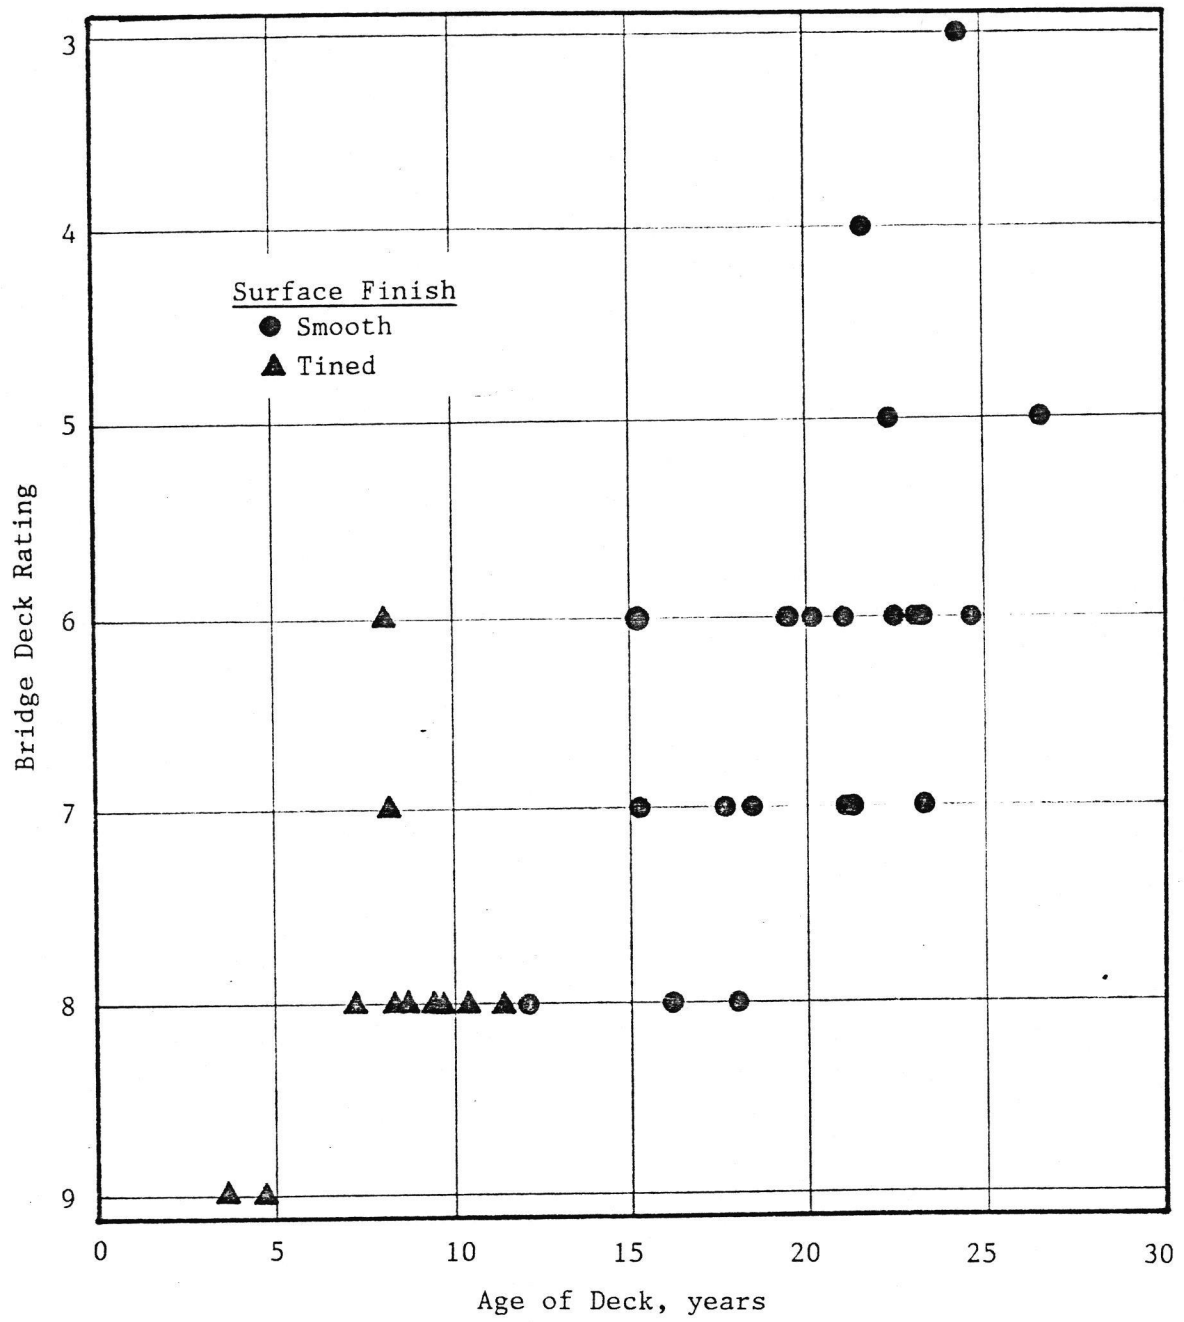 3
4
Surface Finish
Smooth
Tined
5
Bridge Deck Rating
6
7
8
9
0 5 10 15 20 25 30
Age of Deck, years